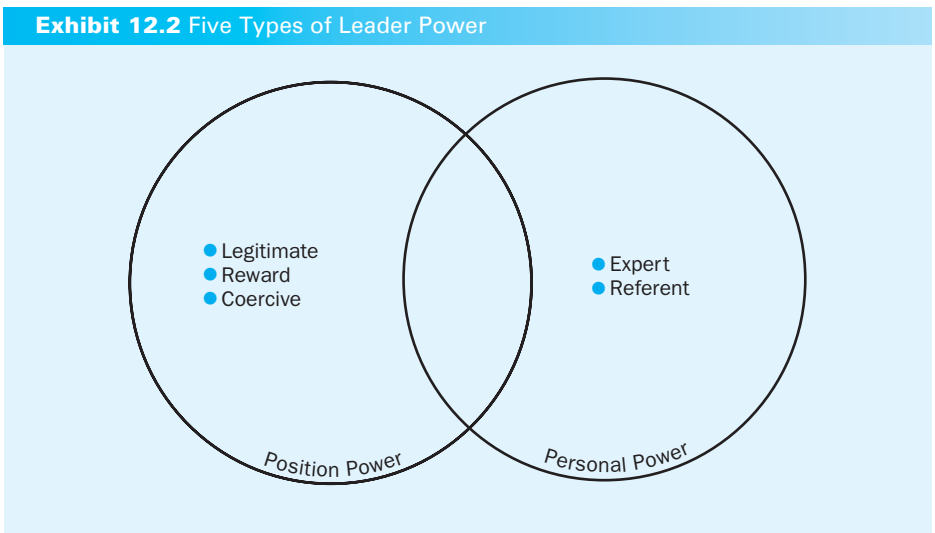 Exhibit 12.2 Five Types of Leader Power
Legitimate
Reward
Coercive
Expert
Referent
Position Power
Personal Power